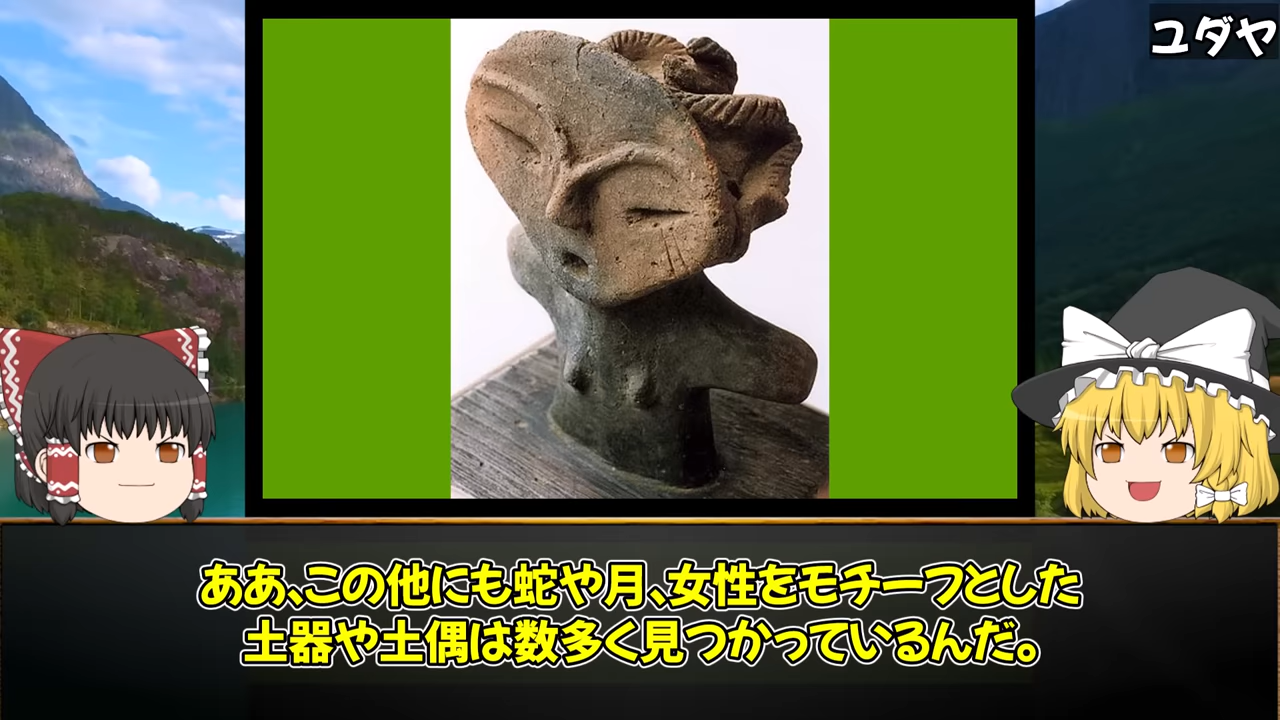 ユダヤ
ああ、この他にも蛇や月、女性をモチーフとした
土器や土偶は数多く見つかっているんだ。